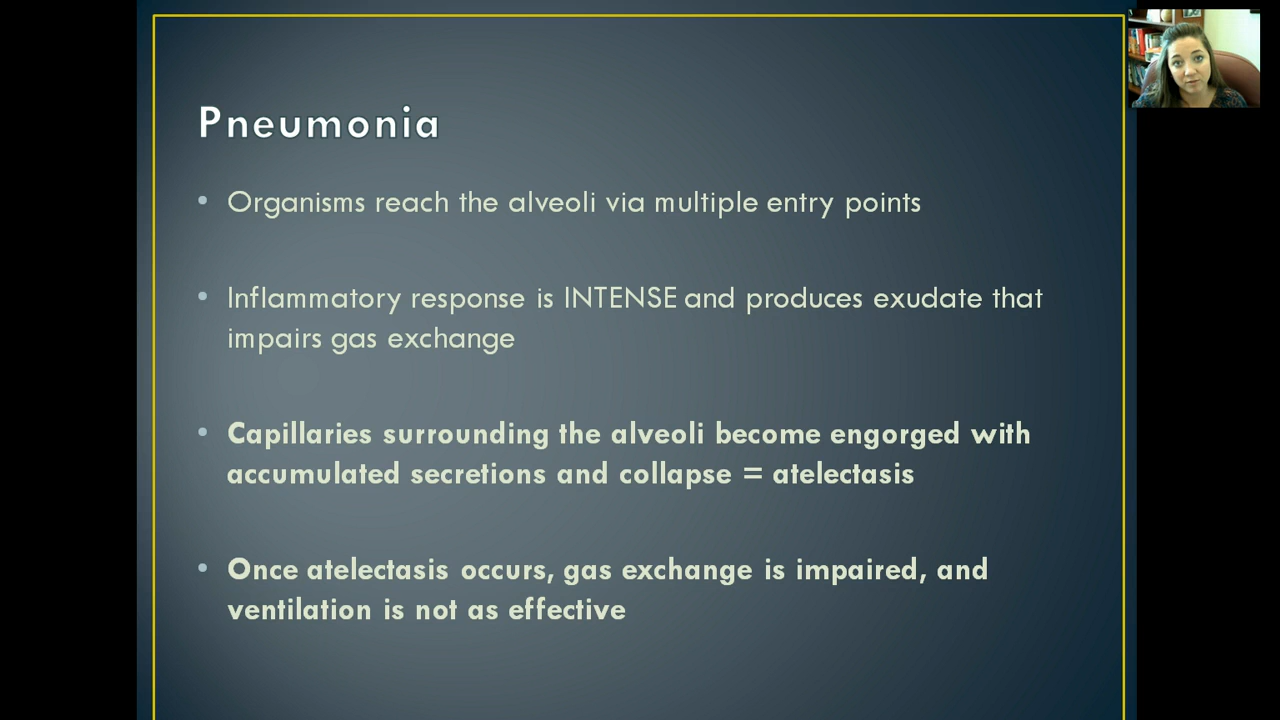 Pneumonia
• Organisms reach the alveoli via multiple entry points
• Inflammatory response is INTENSE and produces exudate that
impairs gas exchange
• Capillaries surrounding the alveoli become engorged with
accumulated secretions and collapse = atelectasis
• Once atelectasis occurs, gas exchange is impaired, and
ventilation is not as effective